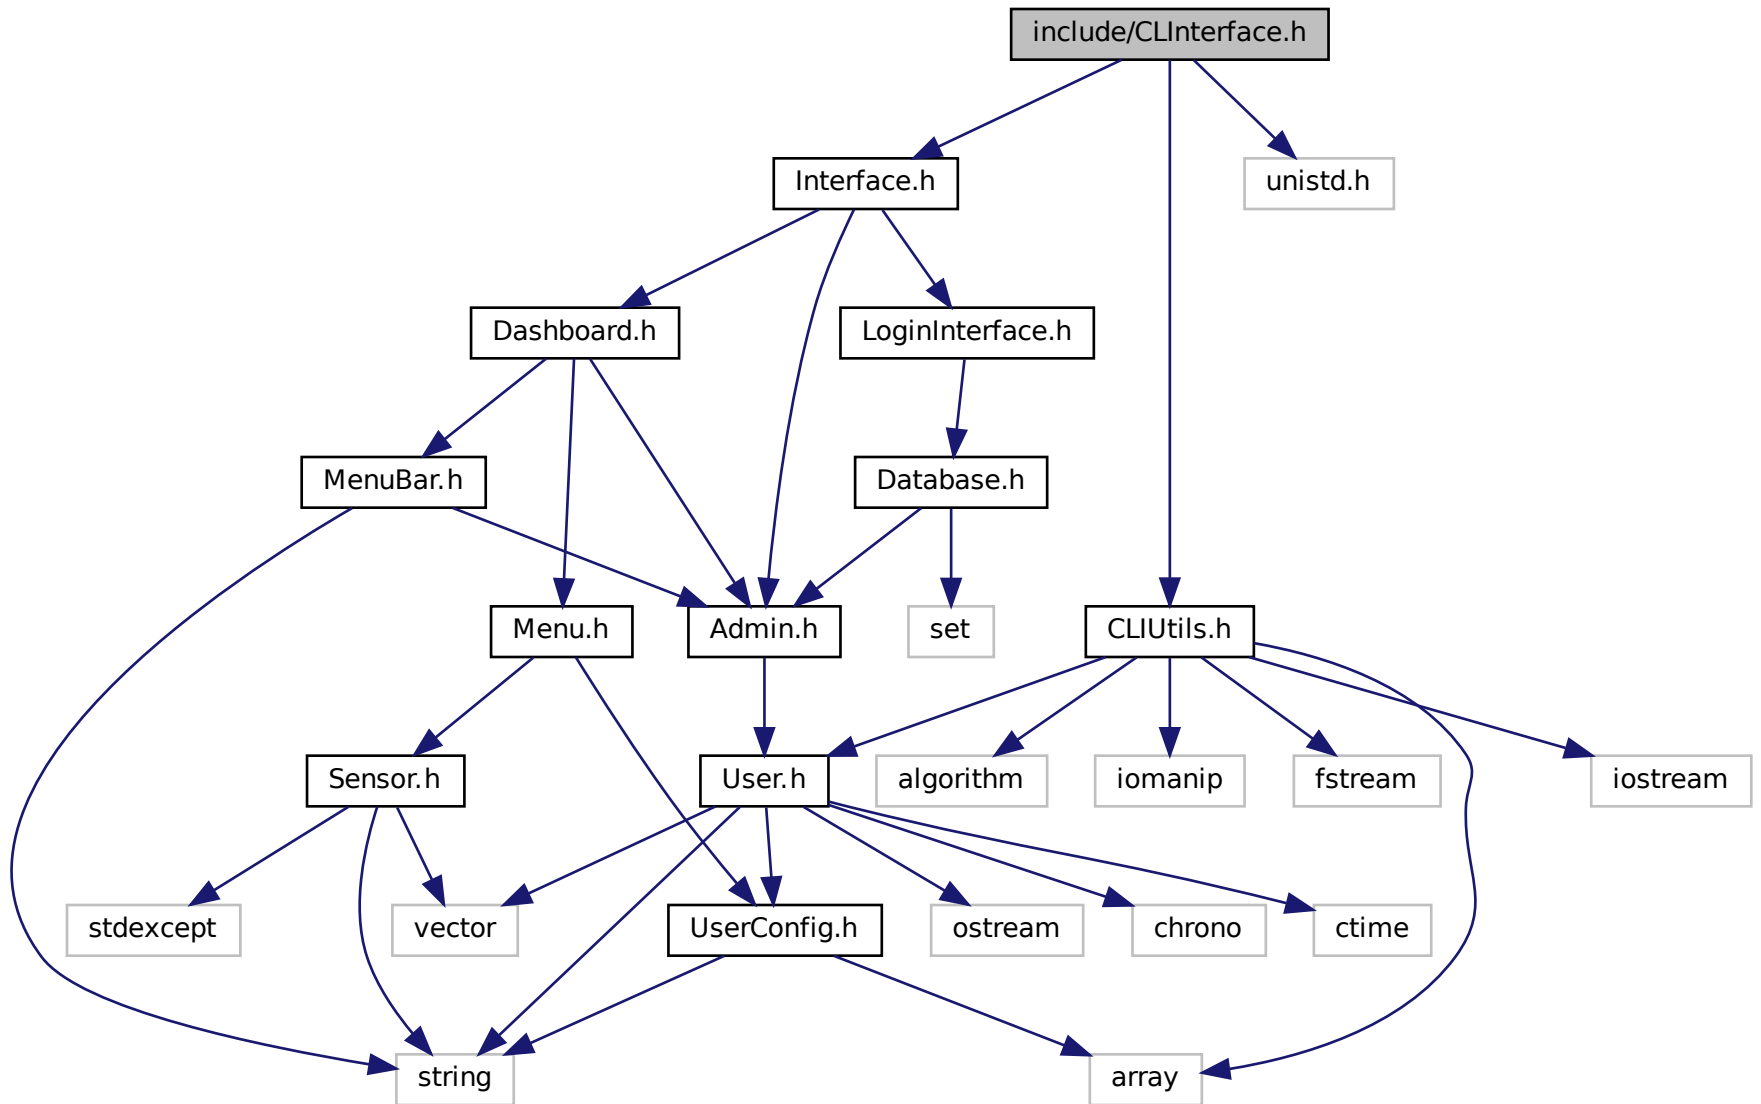 include/CLInterface.h
Interface.h
unistd.h
Dashboard.h
LoginInterface.h
MenuBar.h
Database.h
Menu.h
Admin.h
set
CLIUtils.h
Sensor.h
User.h
algorithm
iomanip
fstream
iostream
stdexcept
vector
UserConfig.h
ostream
chrono
ctime
string
array